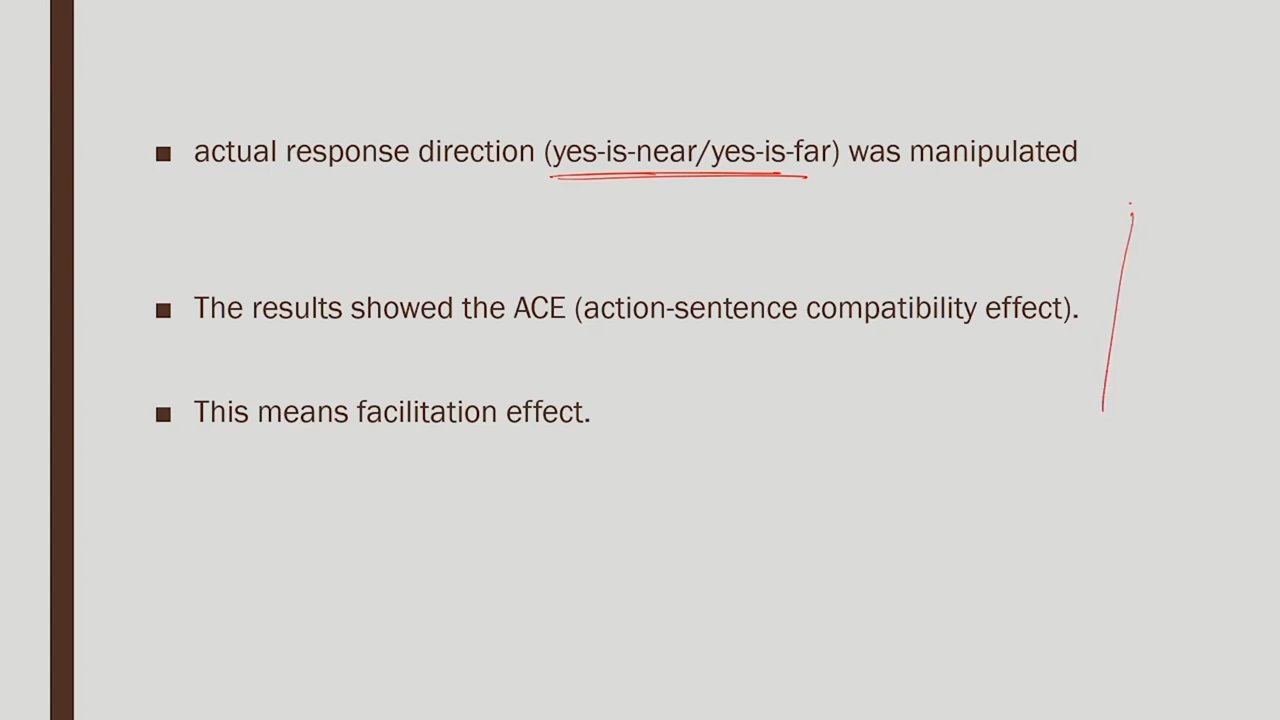 ■ actual response direction (yes-is-near/yes-is-far) was manipulated
■ The results showed the ACE (action-sentence compatibility effect).
■ This means facilitation effect.